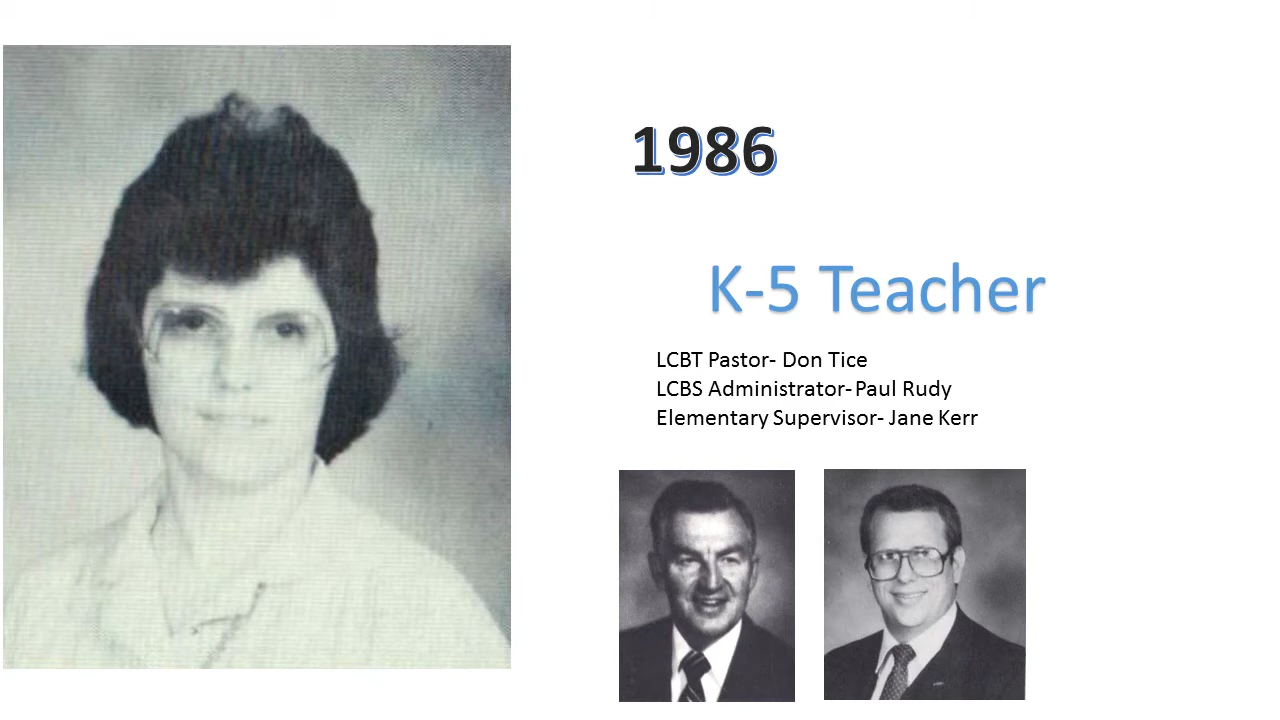 1986
K-5 Teacher
LCBT Pastor- Don Tice
LCBS Administrator- Paul Rudy
Elementary Supervisor- Jane Kerr